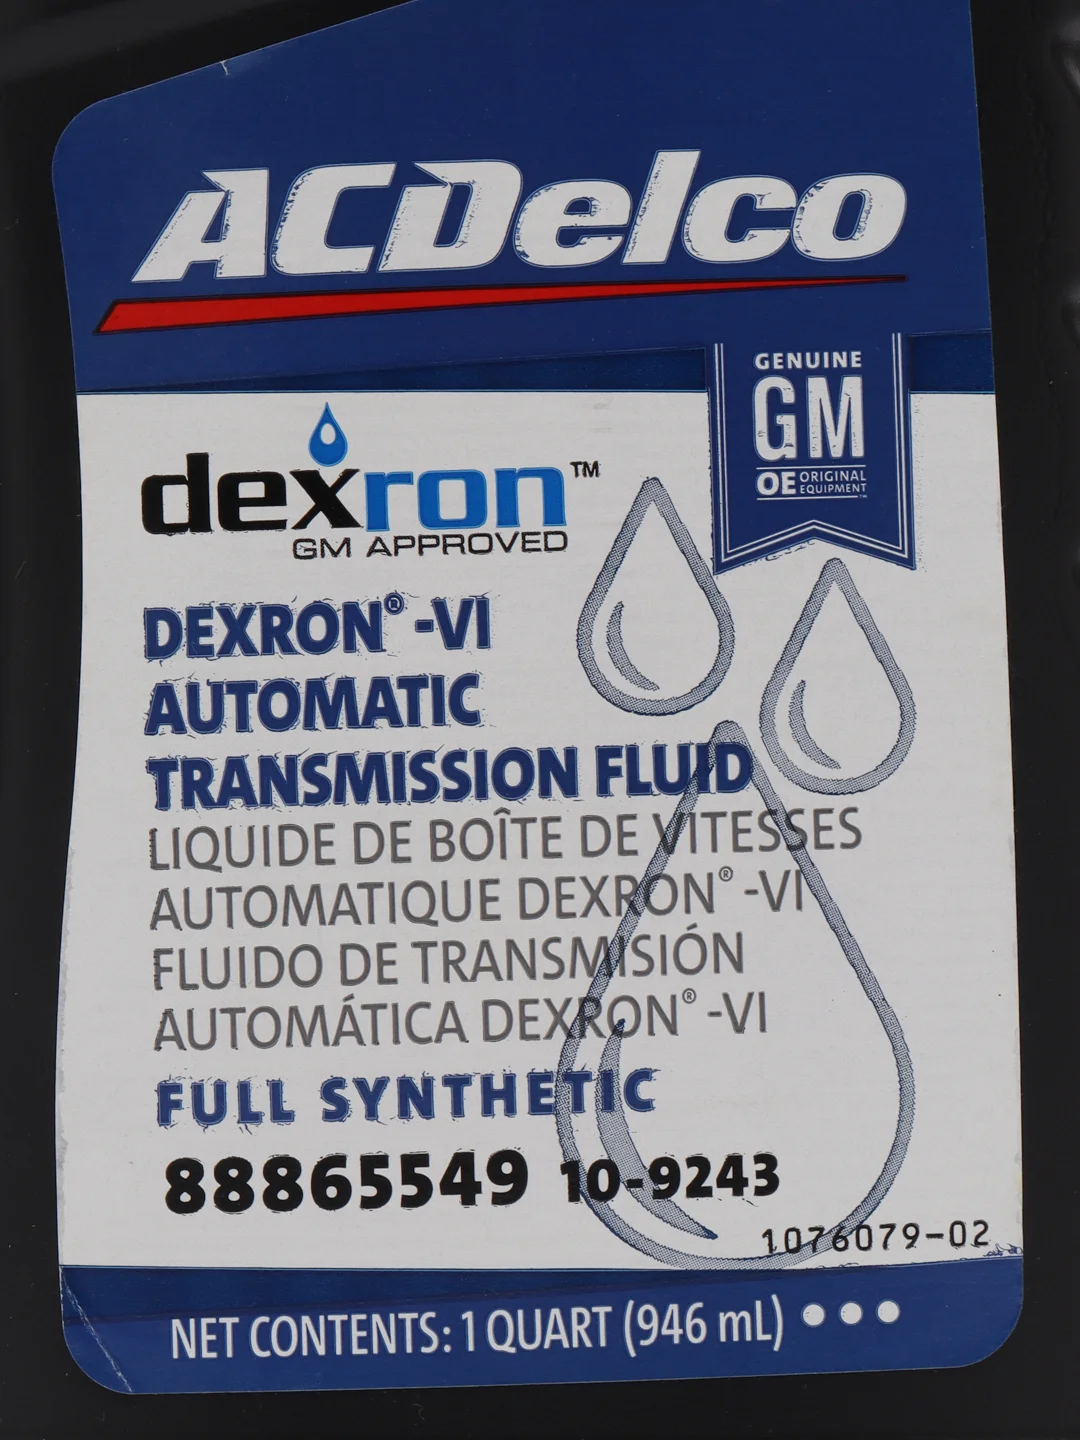 ACDelco
GENUINE
GM
OE ORIGINAL EQUIPMENT™
dexron™
GM APPROVED
DEXRON®-VI
AUTOMATIC
TRANSMISSION FLUID
LIQUIDE DE BOÎTE DE VITESSES
AUTOMATIQUE DEXRON®-VI
FLUIDO DE TRANSMISIÓN
AUTOMÁTICA DEXRON®-VI
FULL SYNTHETIC
88865549 10-9243
1076079-02
NET CONTENTS: 1 QUART (946 mL)